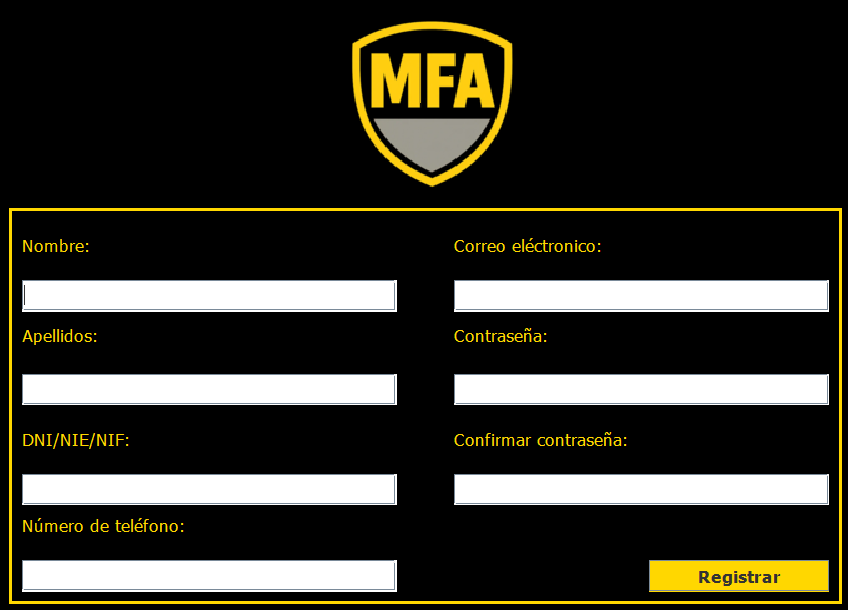 MFA
Nombre:
Correo eléctronico:
Apellidos:
Contraseña:
DNI/NIE/NIF:
Confirmar contraseña:
Número de teléfono:
Registrar